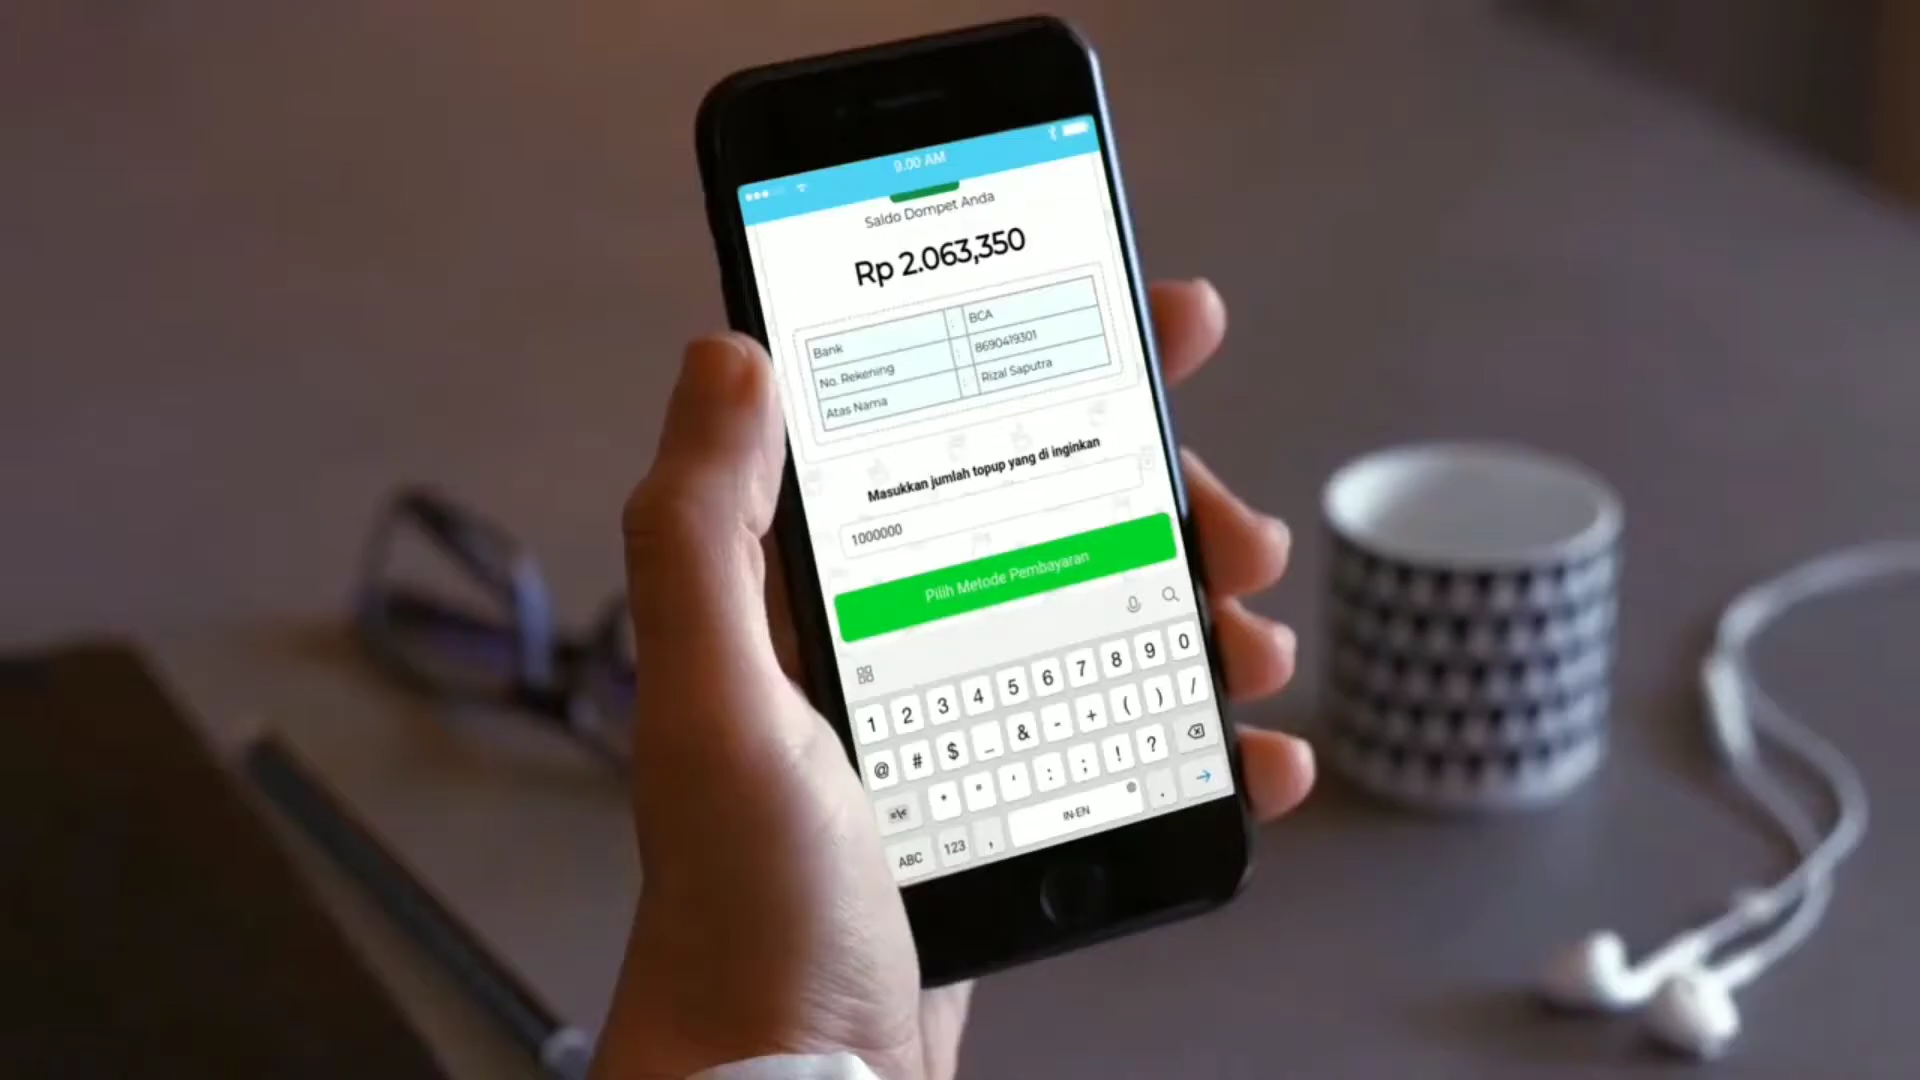 9.00 AM
Saldo Dompet Anda
Rp 2.063,350
Bank : BCA
No. Rekening : 8690419301
Atas Nama : Rizal Saputra
Masukkan jumlah topup yang di inginkan
1000000
Pilih Metode Pembayaran
1 2 3 4 5 6 7 8 9 0
@ # $ _ & - + ( ) /
=\< * " ' : ; ! ?
ABC 123 , IN-EN .